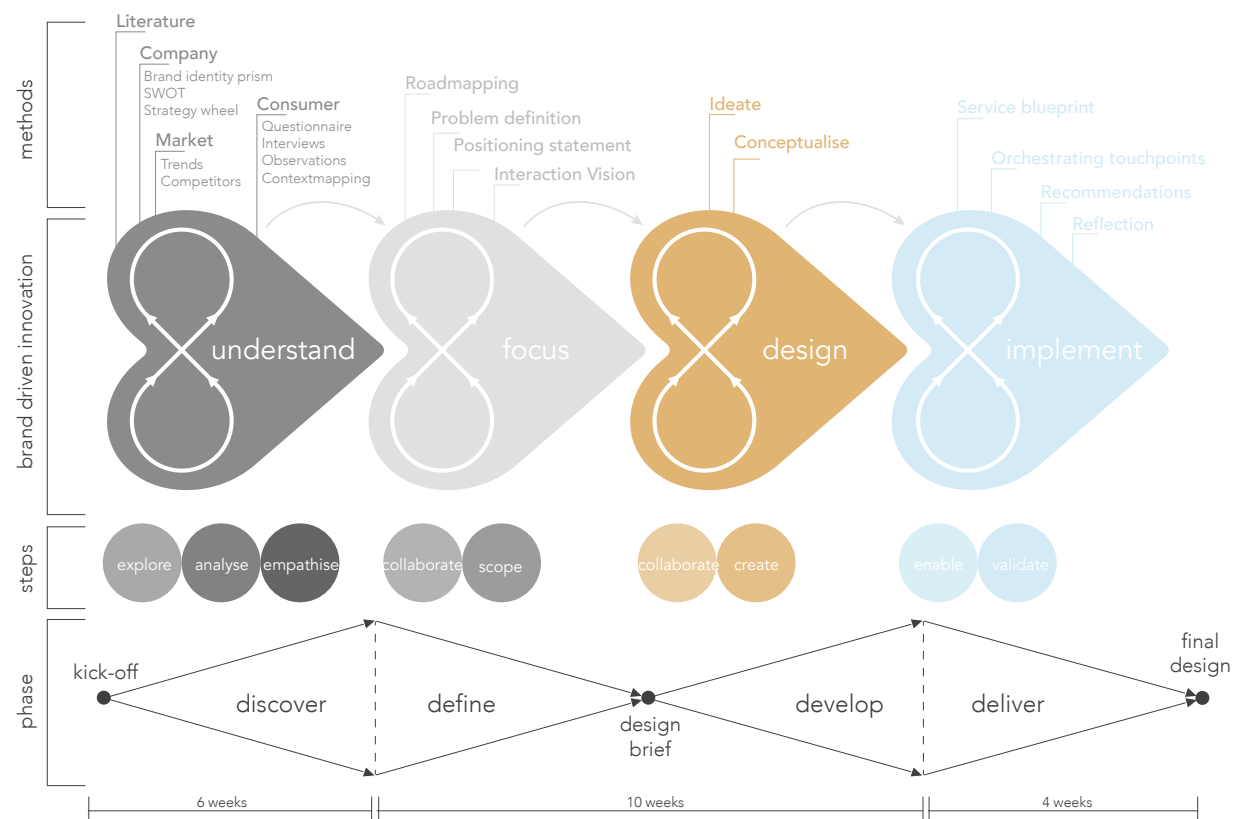 methods
Literature
Company
Brand identity prism
SWOT
Strategy wheel
Market
Trends
Competitors
Consumer
Questionnaire
Interviews
Observations
Contextmapping
Roadmapping
Problem definition
Positioning statement
Interaction Vision
Ideate
Conceptualise
Service blueprint
Orchestrating touchpoints
Recommendations
Reflection
brand driven innovation
understand
focus
design
implement
steps
explore
analyse
empathise
collaborate
scope
collaborate
create
enable
validate
phase
kick-off
discover
define
design
brief
develop
deliver
final
design
6 weeks
10 weeks
4 weeks